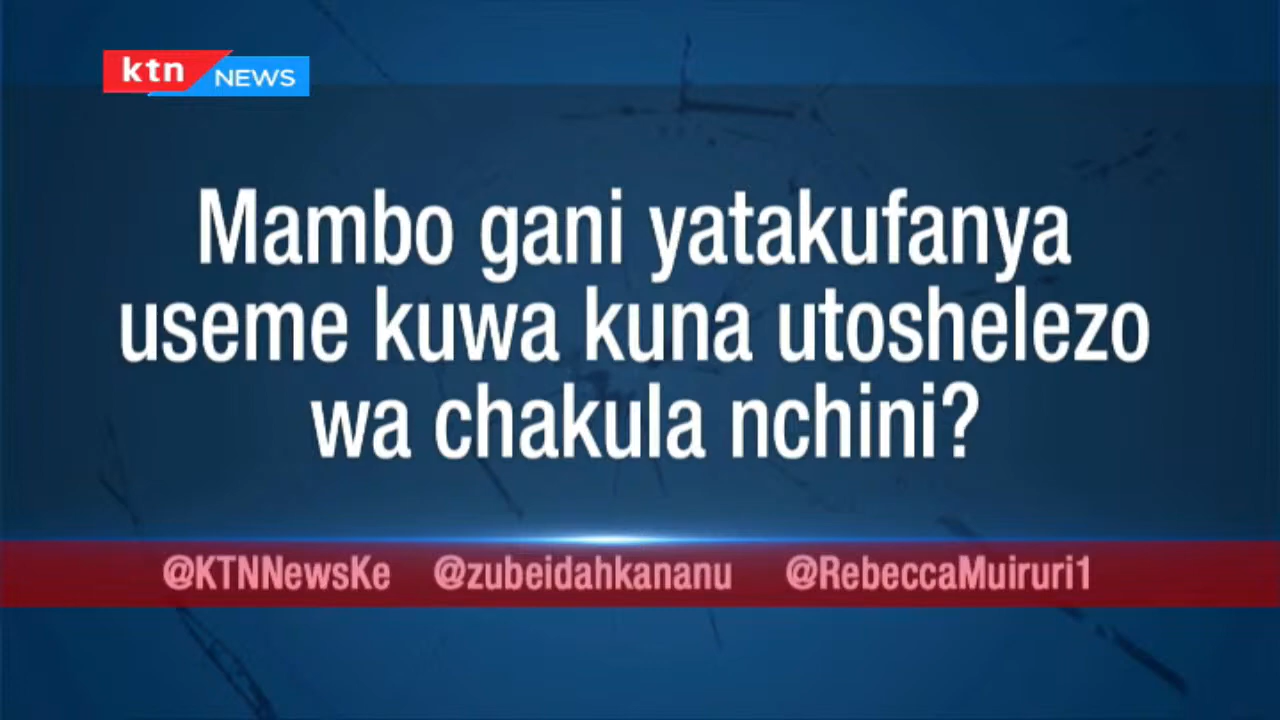 ktn NEWS
Mambo gani yatakufanya
useme kuwa kuna utoshelezo
wa chakula nchini?
@KTNNewsKe @zubeidahkananu @RebeccaMuiruri1